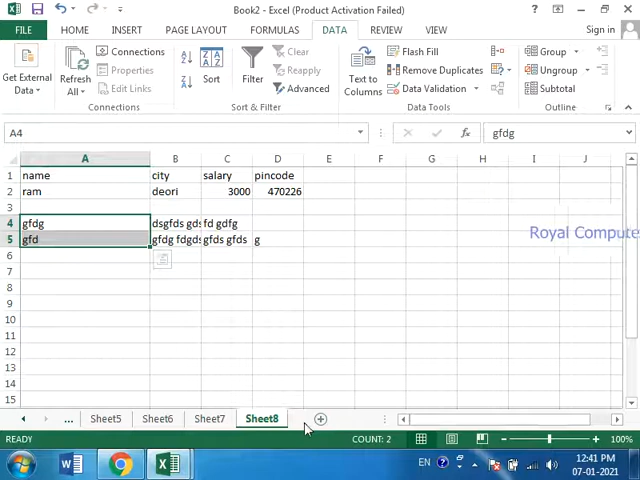 Book2 - Excel (Product Activation Failed)
FILE HOME INSERT PAGE LAYOUT FORMULAS DATA REVIEW VIEW Sign in
Get External Data
Refresh All
Connections
Properties
Edit Links
Connections
Sort
Filter
Clear
Reapply
Advanced
Sort & Filter
Text to Columns
Flash Fill
Remove Duplicates
Data Validation
Data Tools
Group
Ungroup
Subtotal
Outline
A4 fx gfdg
A B C D E F G H I J
1 name city salary pincode
2 ram deori 3000 470226
3
4 gfdg dsgfds gds fd gdfg
5 gfd gfdg fdgds gfds gfds g
6
7
8
9
10
11
12
13
14
15
Royal Compute
... Sheet5 Sheet6 Sheet7 Sheet8
READY COUNT: 2 100%
EN 12:41 PM
07-01-2021